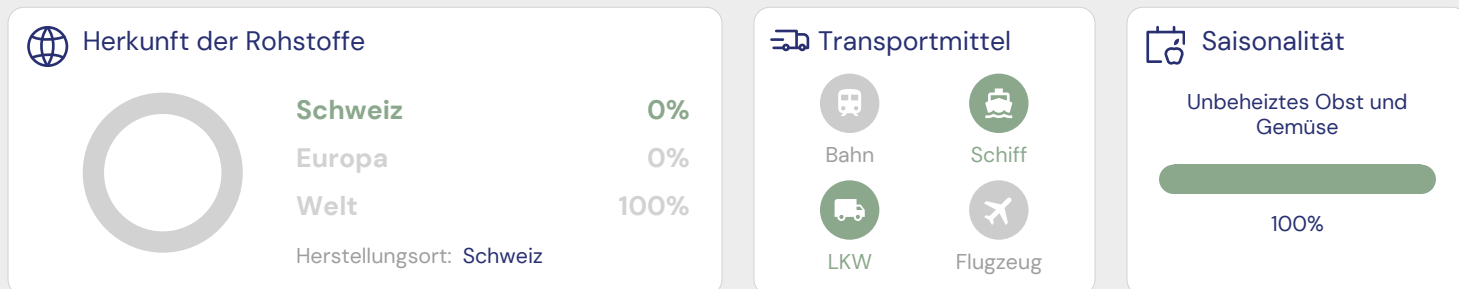 Herkunft der Rohstoffe
Schweiz 0%
Europa 0%
Welt 100%
Herstellungsort: Schweiz
Transportmittel
Bahn Schiff
LKW Flugzeug
Saisonalität
Unbeheiztes Obst und
Gemüse
100%